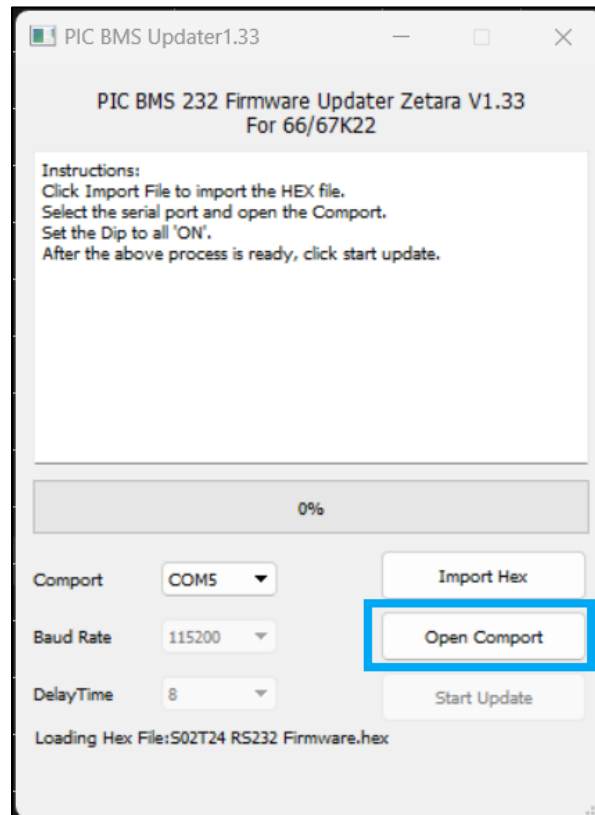 PIC BMS Updater1.33
PIC BMS 232 Firmware Updater Zetara V1.33
For 66/67K22
Instructions:
Click Import File to import the HEX file.
Select the serial port and open the Comport.
Set the Dip to all 'ON'.
After the above process is ready, click start update.
0%
Comport COM5 Import Hex
Baud Rate 115200 Open Comport
DelayTime 8 Start Update
Loading Hex File:S02T24 RS232 Firmware.hex